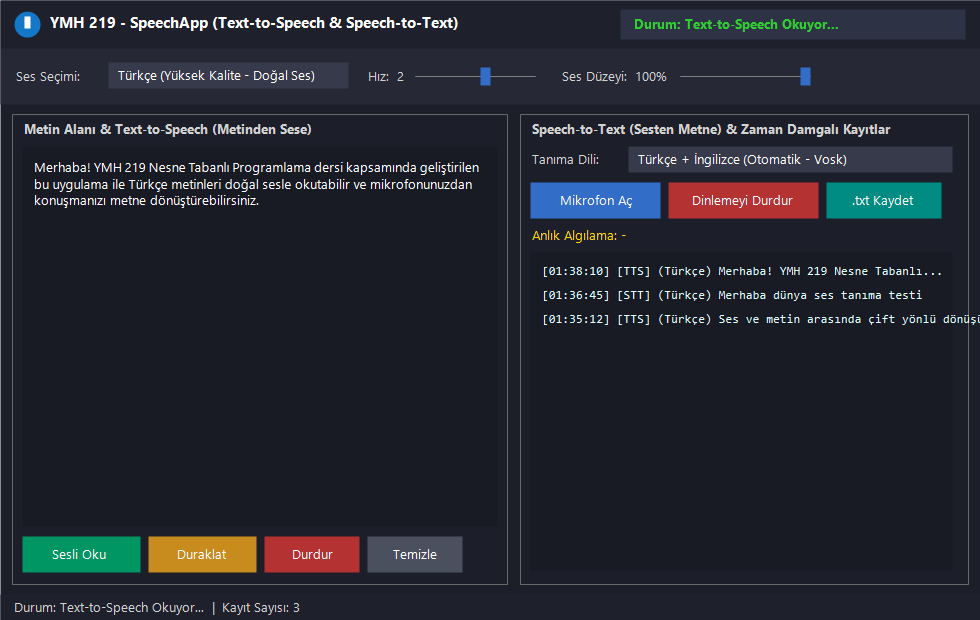 YMH 219 - SpeechApp (Text-to-Speech & Speech-to-Text)
Durum: Text-to-Speech Okuyor...
Ses Seçimi:
Türkçe (Yüksek Kalite - Doğal Ses)
Hız: 2
Ses Düzeyi: 100%
Metin Alanı & Text-to-Speech (Metinden Sese)
Merhaba! YMH 219 Nesne Tabanlı Programlama dersi kapsamında geliştirilen
bu uygulama ile Türkçe metinleri doğal sesle okutabilir ve mikrofonunuzdan
konuşmanızı metne dönüştürebilirsiniz.
Sesli Oku
Duraklat
Durdur
Temizle
Speech-to-Text (Sesten Metne) & Zaman Damgalı Kayıtlar
Tanıma Dili:
Türkçe + İngilizce (Otomatik - Vosk)
Mikrofon Aç
Dinlemeyi Durdur
.txt Kaydet
Anlık Algılama: -
[01:38:10] [TTS] (Türkçe) Merhaba! YMH 219 Nesne Tabanlı...
[01:36:45] [STT] (Türkçe) Merhaba dünya ses tanıma testi
[01:35:12] [TTS] (Türkçe) Ses ve metin arasında çift yönlü dönüşü
Durum: Text-to-Speech Okuyor... | Kayıt Sayısı: 3